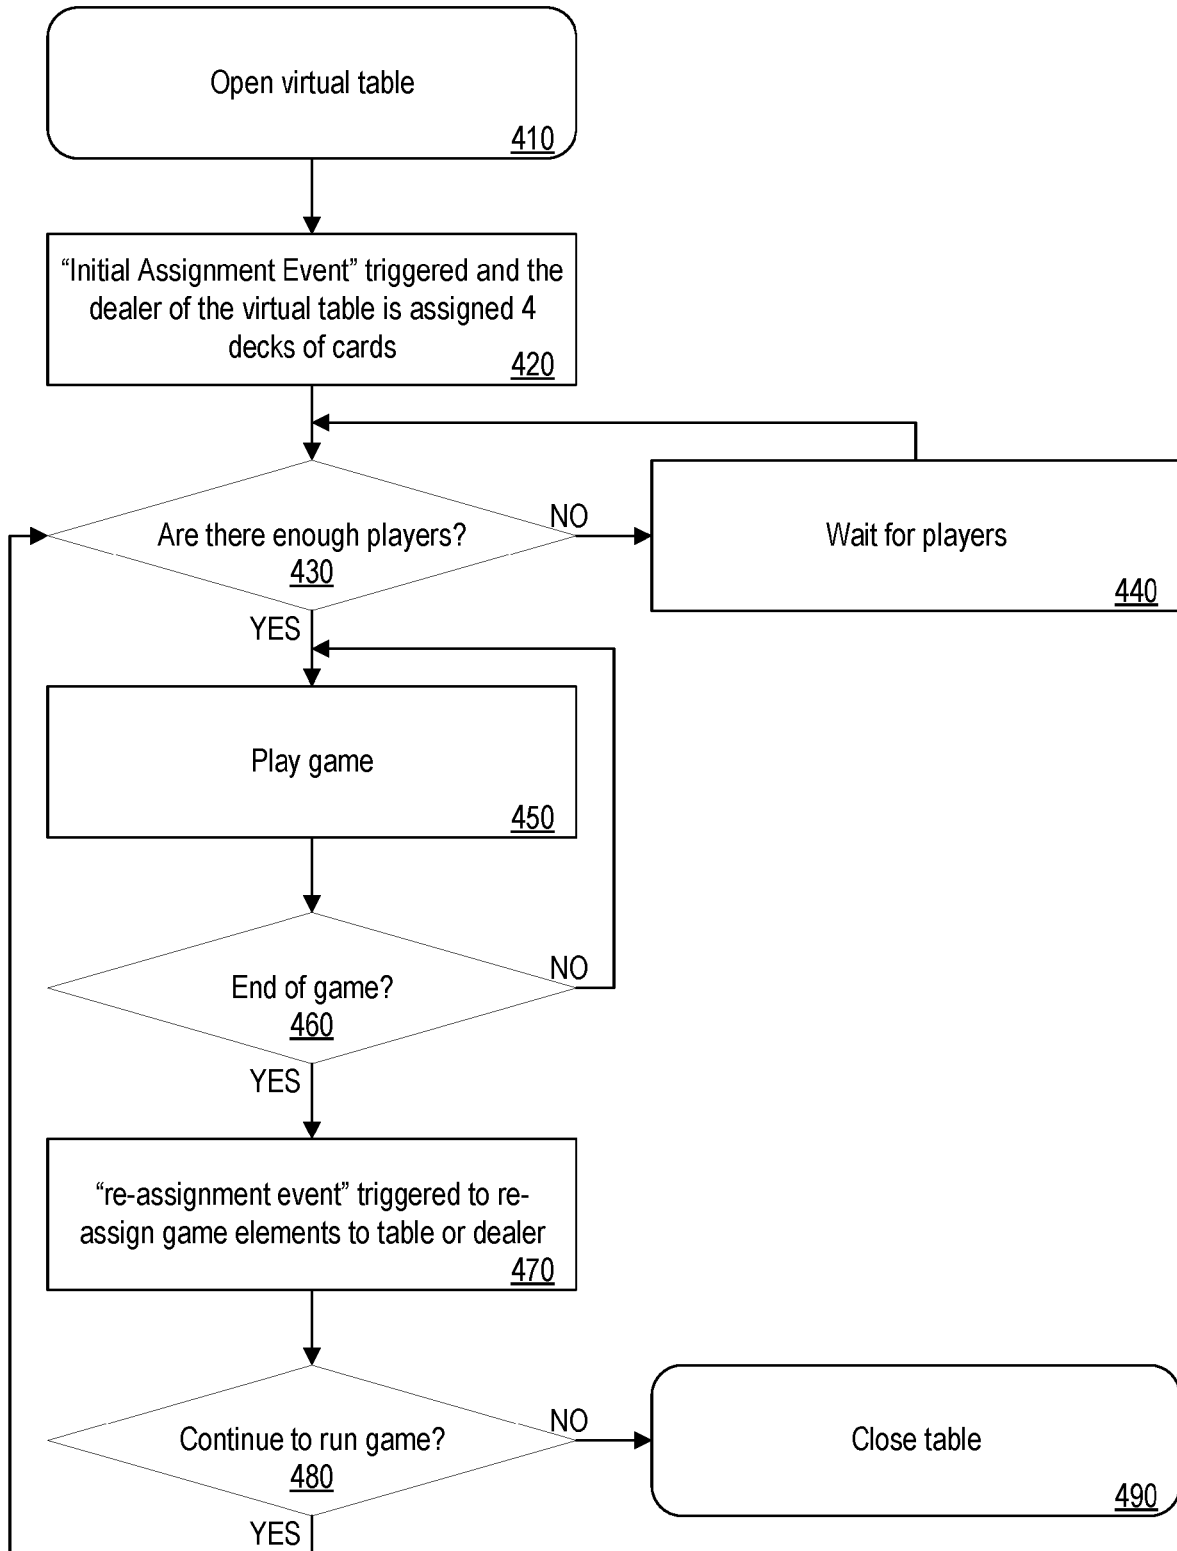 Open virtual table
410
“Initial Assignment Event” triggered and the
dealer of the virtual table is assigned 4
decks of cards
420
Are there enough players?
430
NO
Wait for players
440
YES
Play game
450
End of game?
460
NO
YES
“re-assignment event” triggered to re-
assign game elements to table or dealer
470
Continue to run game?
480
NO
Close table
490
YES